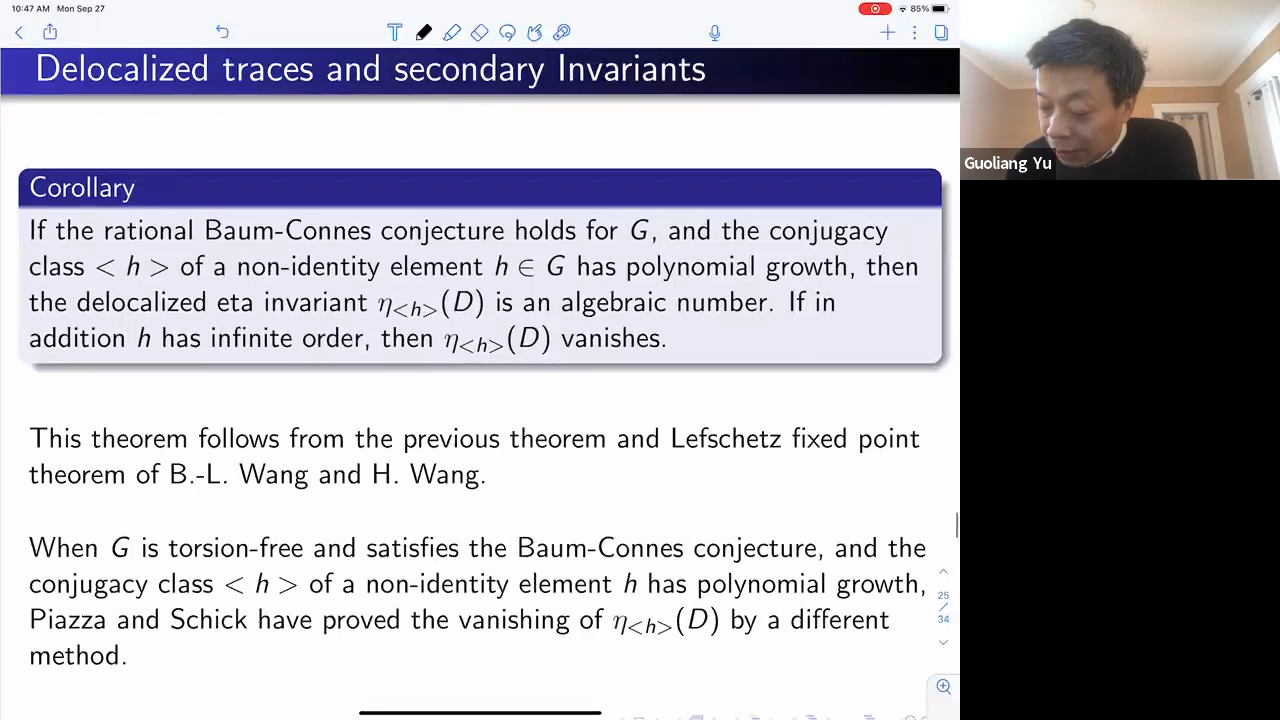 10:47 AM Mon Sep 27
85%
Delocalized traces and secondary Invariants
Corollary
If the rational Baum-Connes conjecture holds for G, and the conjugacy
class < h > of a non-identity element h ∈ G has polynomial growth, then
the delocalized eta invariant η<h>(D) is an algebraic number. If in
addition h has infinite order, then η<h>(D) vanishes.
This theorem follows from the previous theorem and Lefschetz fixed point
theorem of B.-L. Wang and H. Wang.
When G is torsion-free and satisfies the Baum-Connes conjecture, and the
conjugacy class < h > of a non-identity element h has polynomial growth,
Piazza and Schick have proved the vanishing of η<h>(D) by a different
method.
25
/
34
Guoliang Yu